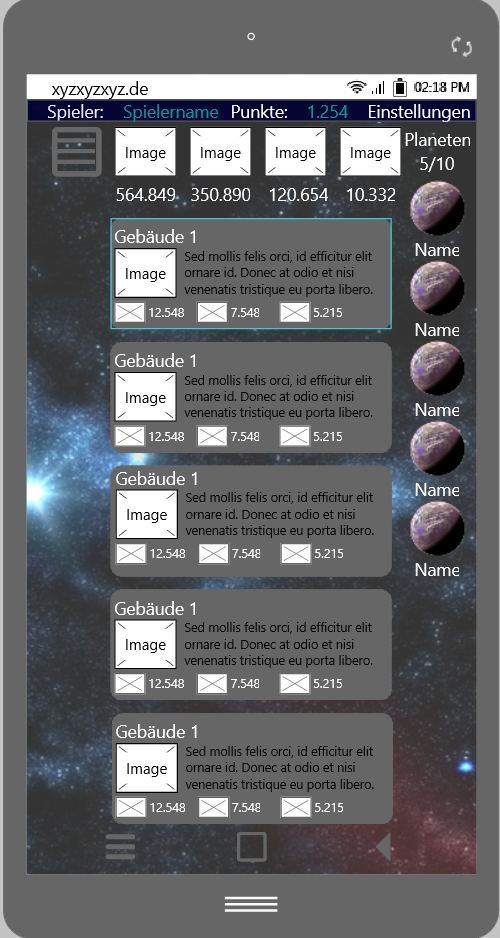 xyzxyzxyz.de 02:18 PM
Spieler: Spielername Punkte: 1.254 Einstellungen
Image Image Image Image
564.849 350.890 120.654 10.332
Planeten
5/10
Name
Name
Name
Name
Name
Gebäude 1
Image
Sed mollis felis orci, id efficitur elit
ornare id. Donec at odio et nisi
venenatis tristique eu porta libero.
12.548 7.548 5.215
Gebäude 1
Image
Sed mollis felis orci, id efficitur elit
ornare id. Donec at odio et nisi
venenatis tristique eu porta libero.
12.548 7.548 5.215
Gebäude 1
Image
Sed mollis felis orci, id efficitur elit
ornare id. Donec at odio et nisi
venenatis tristique eu porta libero.
12.548 7.548 5.215
Gebäude 1
Image
Sed mollis felis orci, id efficitur elit
ornare id. Donec at odio et nisi
venenatis tristique eu porta libero.
12.548 7.548 5.215
Gebäude 1
Image
Sed mollis felis orci, id efficitur elit
ornare id. Donec at odio et nisi
venenatis tristique eu porta libero.
12.548 7.548 5.215